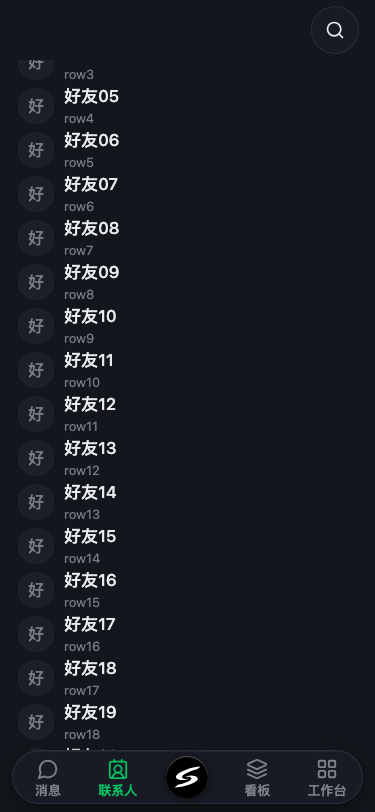 好
row3
好友05
好
row4
好友06
好
row5
好友07
好
row6
好友08
好
row7
好友09
好
row8
好友10
好
row9
好友11
好
row10
好友12
好
row11
好友13
好
row12
好友14
好
row13
好友15
好
row14
好友16
好
row15
好友17
好
row16
好友18
好
row17
好友19
好
row18
消息
联系人
看板
工作台